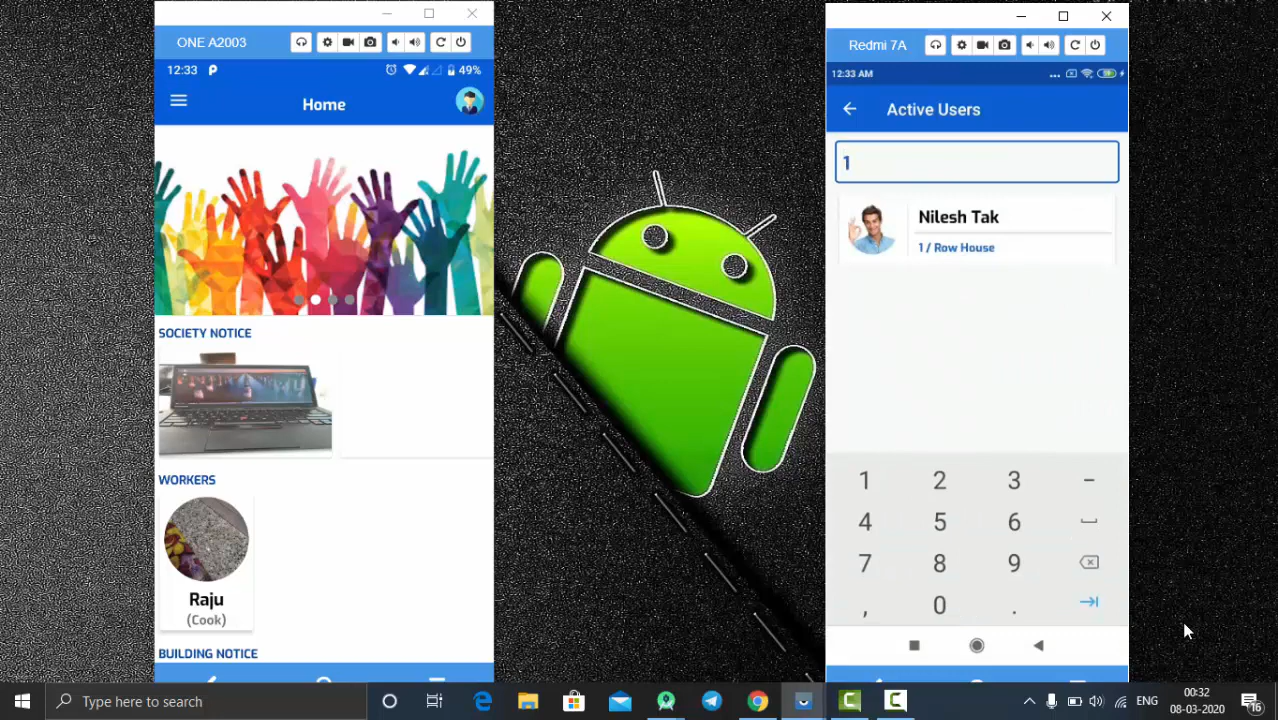 ONE A2003
12:33
49%
Home
SOCIETY NOTICE
WORKERS
Raju
(Cook)
BUILDING NOTICE
Redmi 7A
12:33 AM
Active Users
1
Nilesh Tak
1 / Row House
1 2 3 -
4 5 6
7 8 9
, 0 .
Type here to search
ENG
00:32
08-03-2020
16